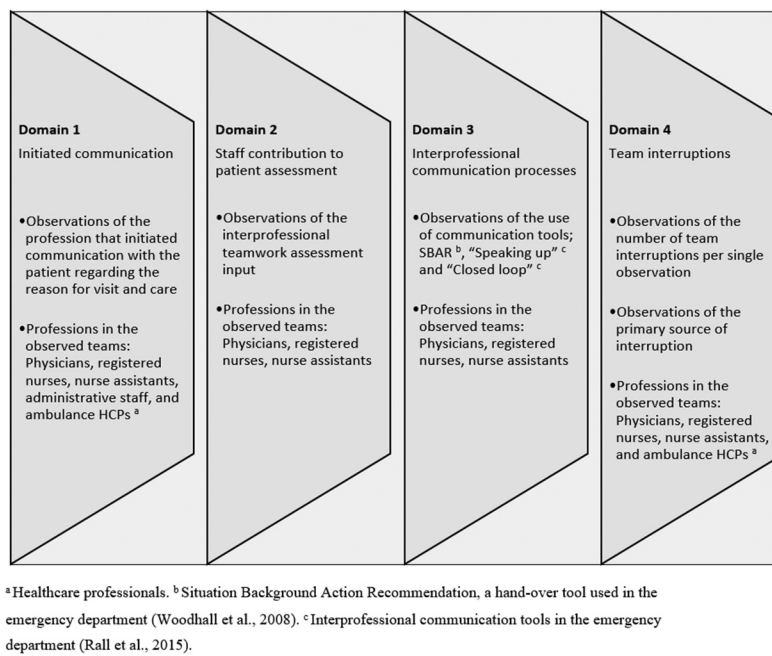 Domain 1
Initiated communication
•Observations of the
profession that initiated
communication with the
patient regarding the
reason for visit and care
•Professions in the
observed teams:
Physicians, registered
nurses, nurse assistants,
administrative staff, and
ambulance HCPs ᵃ
Domain 2
Staff contribution to
patient assessment
•Observations of the
interprofessional
teamwork assessment
input
•Professions in the
observed teams:
Physicians, registered
nurses, nurse assistants
Domain 3
Interprofessional
communication processes
•Observations of the use
of communication tools;
SBAR ᵇ, “Speaking up” ᶜ
and “Closed loop” ᶜ
•Professions in the
observed teams:
Physicians, registered
nurses, nurse assistants
Domain 4
Team interruptions
•Observations of the
number of team
interruptions per single
observation
•Observations of the
primary source of
interruption
•Professions in the
observed teams:
Physicians, registered
nurses, nurse assistants,
and ambulance HCPs ᵃ
ᵃ Healthcare professionals. ᵇ Situation Background Action Recommendation, a hand-over tool used in the
emergency department (Woodhall et al., 2008). ᶜ Interprofessional communication tools in the emergency
department (Rall et al., 2015).